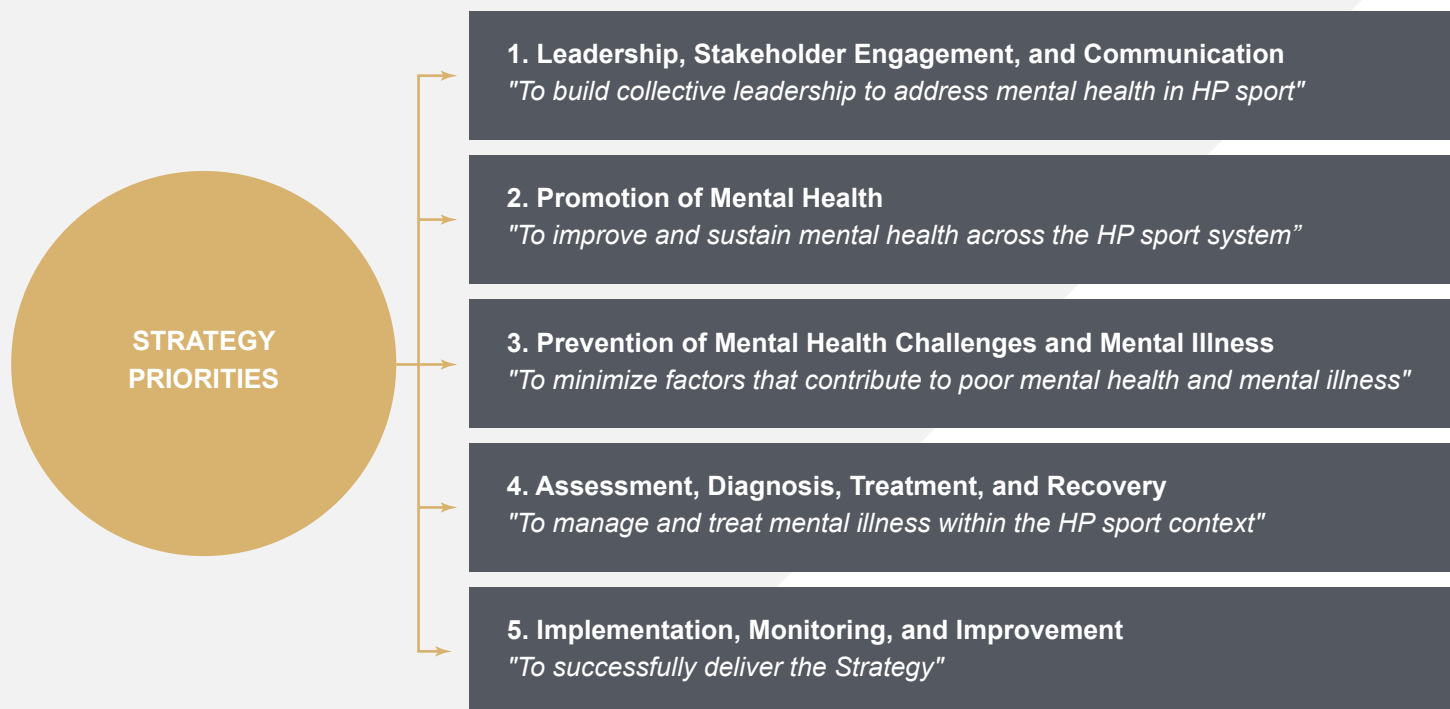 STRATEGY
PRIORITIES
1. Leadership, Stakeholder Engagement, and Communication
"To build collective leadership to address mental health in HP sport"
2. Promotion of Mental Health
"To improve and sustain mental health across the HP sport system”
3. Prevention of Mental Health Challenges and Mental Illness
"To minimize factors that contribute to poor mental health and mental illness"
4. Assessment, Diagnosis, Treatment, and Recovery
"To manage and treat mental illness within the HP sport context"
5. Implementation, Monitoring, and Improvement
"To successfully deliver the Strategy"